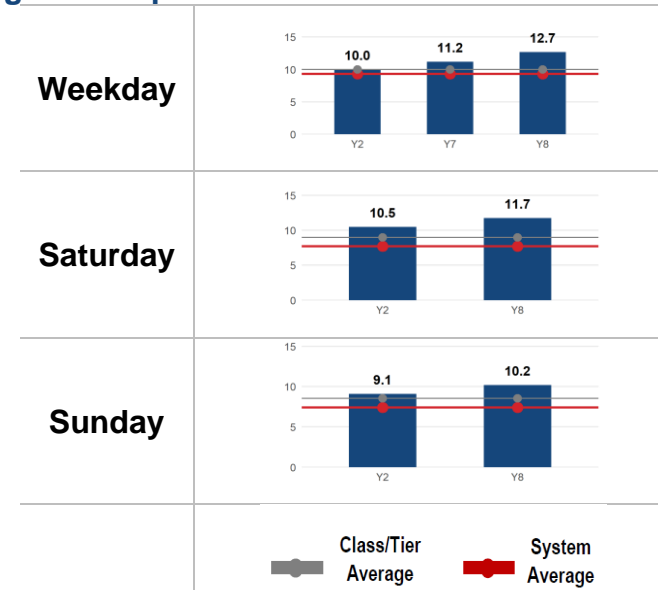 Weekday
15
10
5
0
10.0
11.2
12.7
Y2
Y7
Y8
Saturday
15
10
5
0
10.5
11.7
Y2
Y8
Sunday
15
10
5
0
9.1
10.2
Y2
Y8
Class/Tier
Average
System
Average